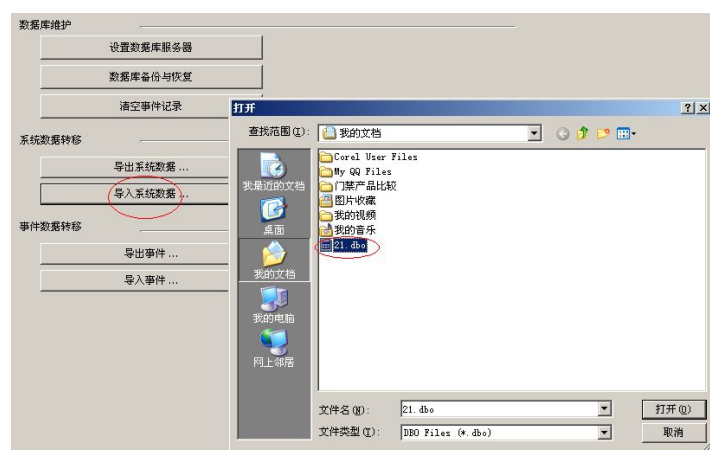 数据库维护
设置数据库服务器
数据库备份与恢复
清空事件记录
系统数据转移
导出系统数据 ...
导入系统数据 ...
事件数据转移
导出事件 ...
导入事件 ...
打开
查找范围(I):
我的文档
我最近的文档
桌面
我的文档
我的电脑
网上邻居
Corel User Files
My QQ Files
门禁产品比较
图片收藏
我的视频
我的音乐
21.dbo
文件名(N):
21.dbo
打开(O)
文件类型(T):
DBO Files (*.dbo)
取消